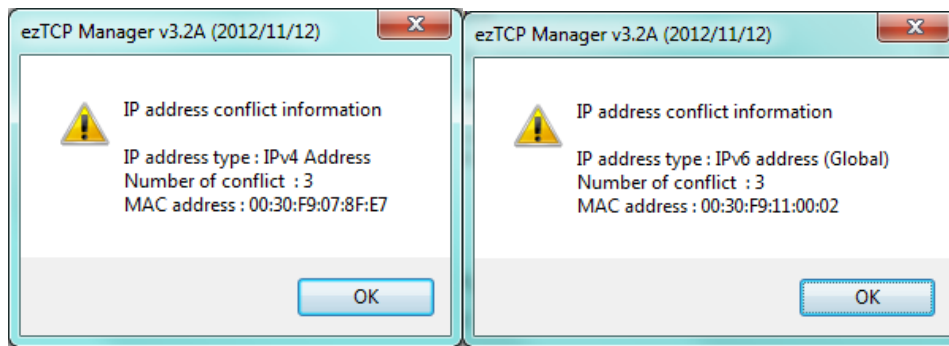 ezTCP Manager v3.2A (2012/11/12)
IP address conflict information
IP address type : IPv4 Address
Number of conflict : 3
MAC address : 00:30:F9:07:8F:E7
OK
ezTCP Manager v3.2A (2012/11/12)
IP address conflict information
IP address type : IPv6 address (Global)
Number of conflict : 3
MAC address : 00:30:F9:11:00:02
OK